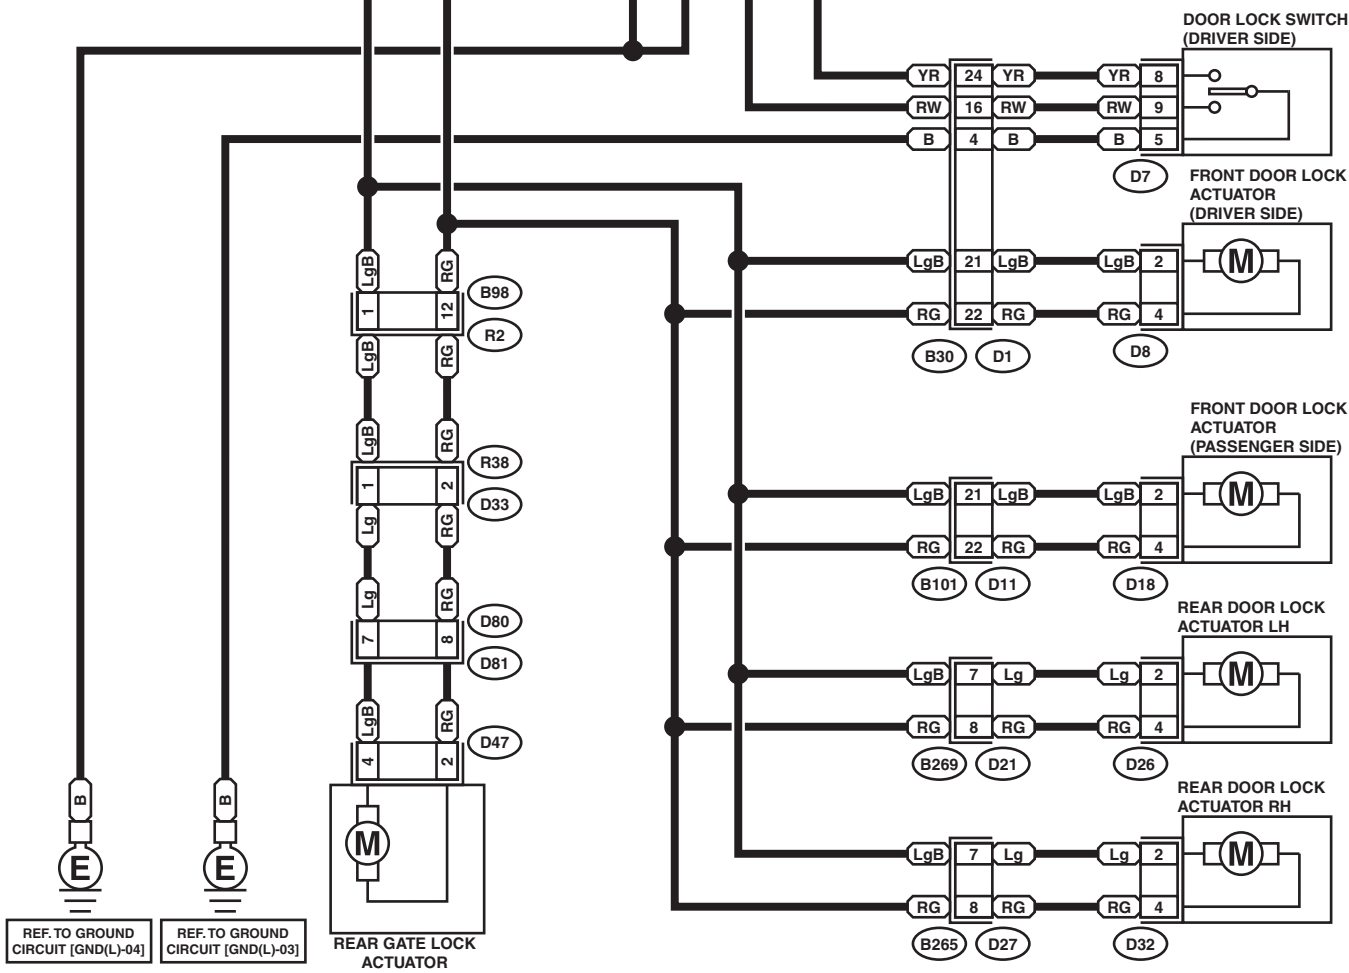 DOOR LOCK SWITCH
(DRIVER SIDE)
YR 24 YR YR 8
RW 16 RW RW 9
B 4 B B 5
D7
FRONT DOOR LOCK
ACTUATOR
(DRIVER SIDE)
LgB 21 LgB LgB 2 M
RG 22 RG RG 4
B30 D1 D8
LgB RG
1 12
B98
R2
LgB RG
LgB RG
1 2
R38
D33
Lg RG
Lg RG
7 8
D80
D81
LgB RG
4 2
D47
M
REAR GATE LOCK
ACTUATOR
FRONT DOOR LOCK
ACTUATOR
(PASSENGER SIDE)
LgB 21 LgB LgB 2 M
RG 22 RG RG 4
B101 D11 D18
REAR DOOR LOCK
ACTUATOR LH
LgB 7 Lg Lg 2 M
RG 8 RG RG 4
B269 D21 D26
REAR DOOR LOCK
ACTUATOR RH
LgB 7 Lg Lg 2 M
RG 8 RG RG 4
B265 D27 D32
B B
E E
REF. TO GROUND
CIRCUIT [GND(L)-04]
REF. TO GROUND
CIRCUIT [GND(L)-03]